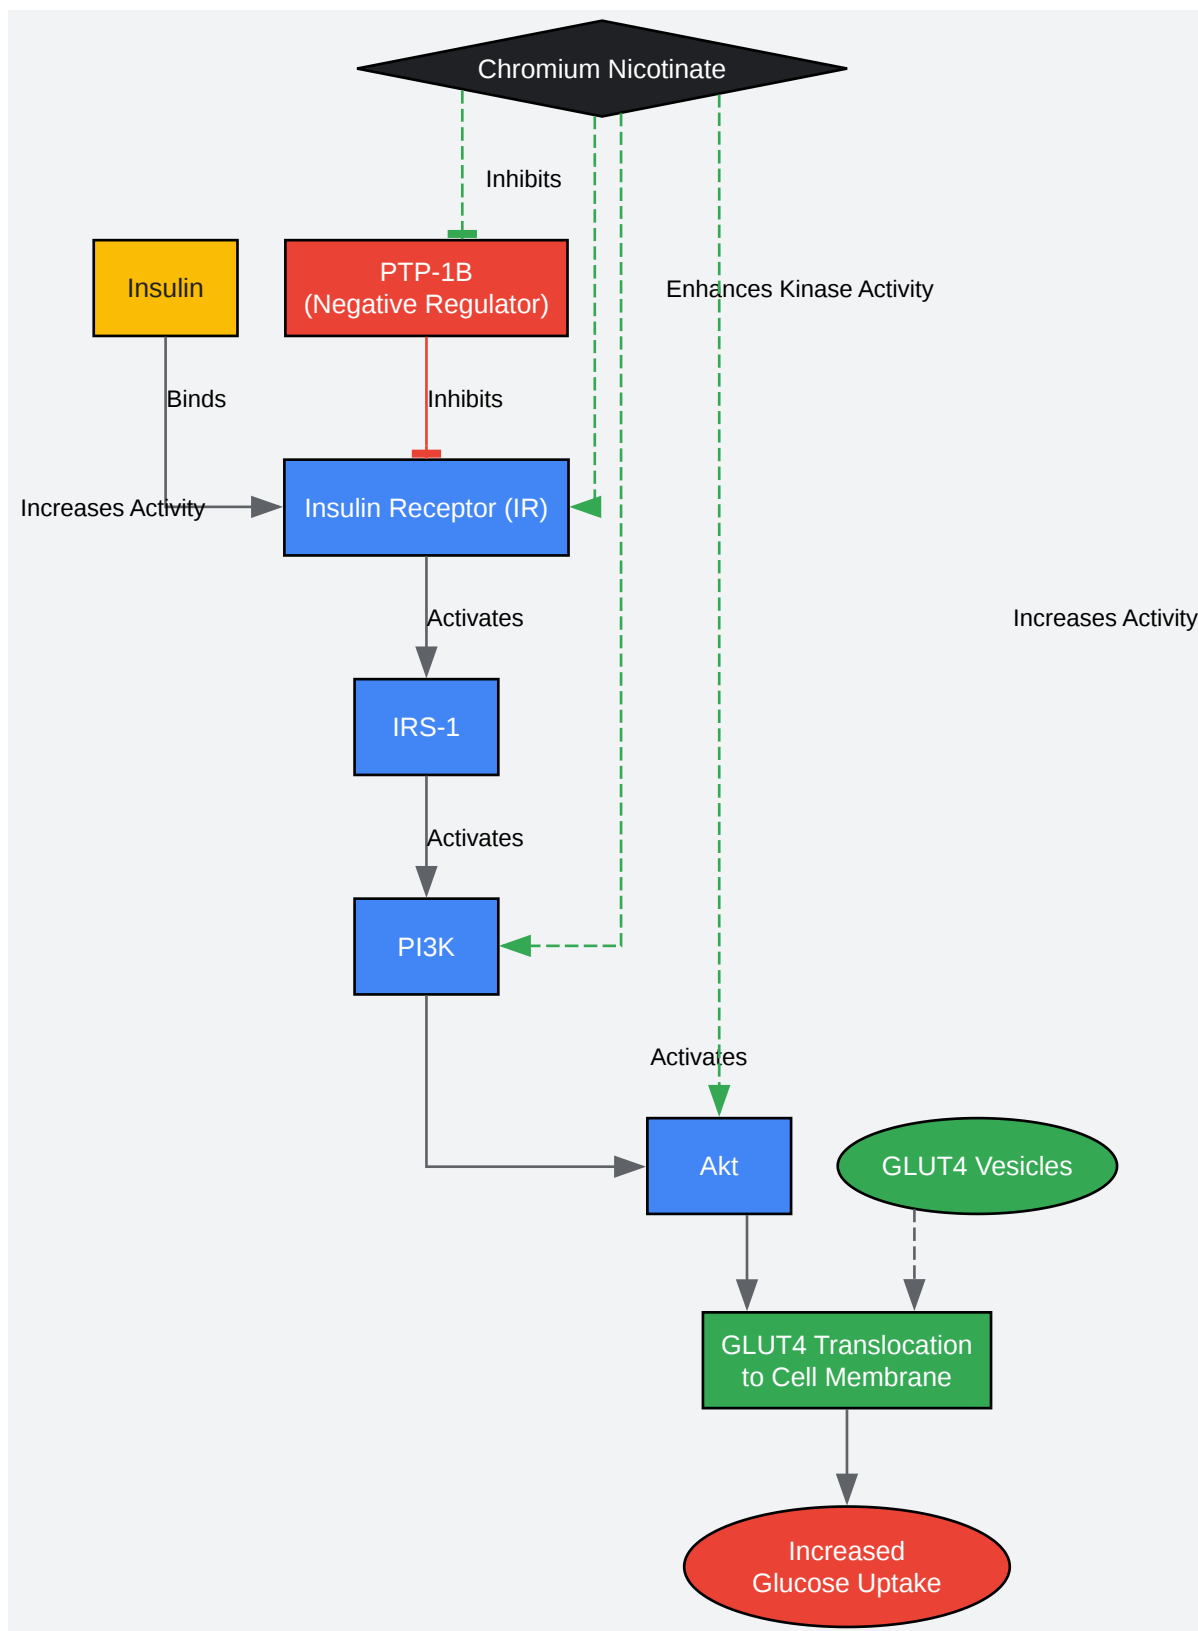 Chromium Nicotinate
Inhibits
Insulin
PTP-1B
(Negative Regulator)
Enhances Kinase Activity
Binds
Inhibits
Increases Activity
Insulin Receptor (IR)
Activates
Increases Activity
IRS-1
Activates
PI3K
Activates
Akt
GLUT4 Vesicles
GLUT4 Translocation
to Cell Membrane
Increased
Glucose Uptake